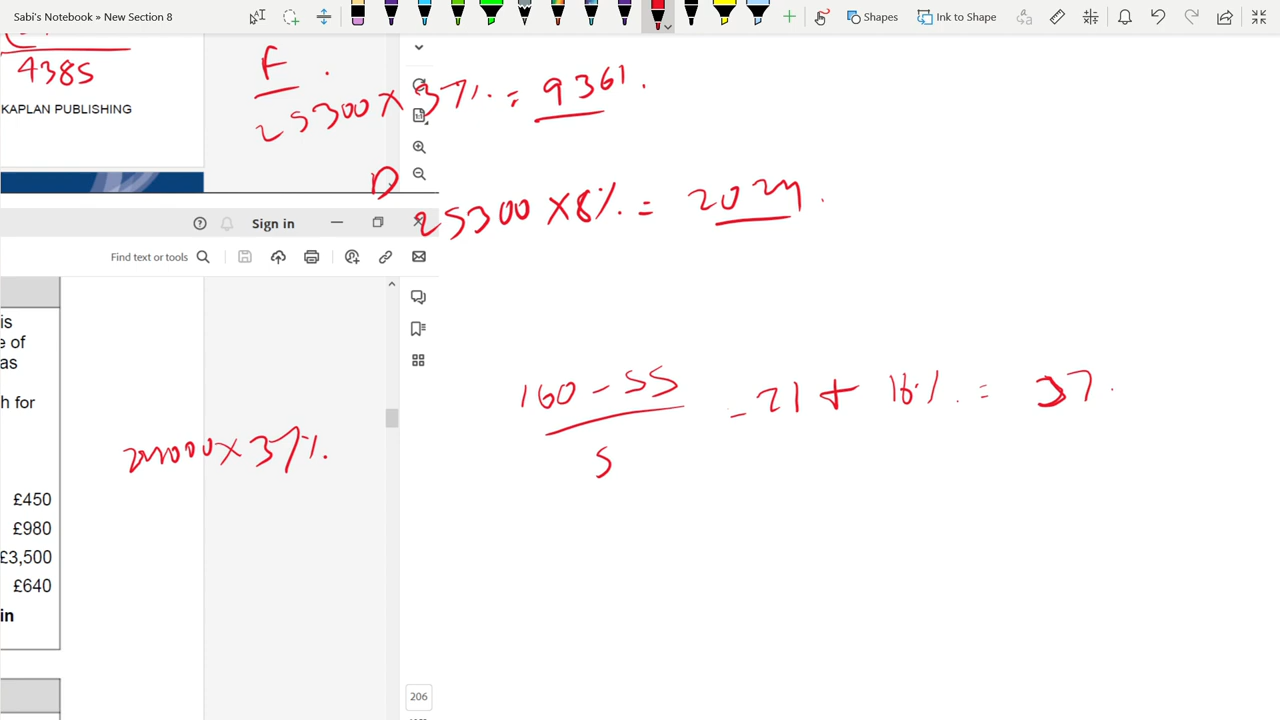 Sabi's Notebook » New Section 8
Shapes
Ink to Shape
4385
KAPLAN PUBLISHING
F
25300 × 37% = 9361
D
25300 × 8% = 2024
Sign in
Find text or tools
is
e of
as
h for
160 - 55
= 21 + 16% = 37
5
× 37%
£450
£980
£3,500
£640
in
206